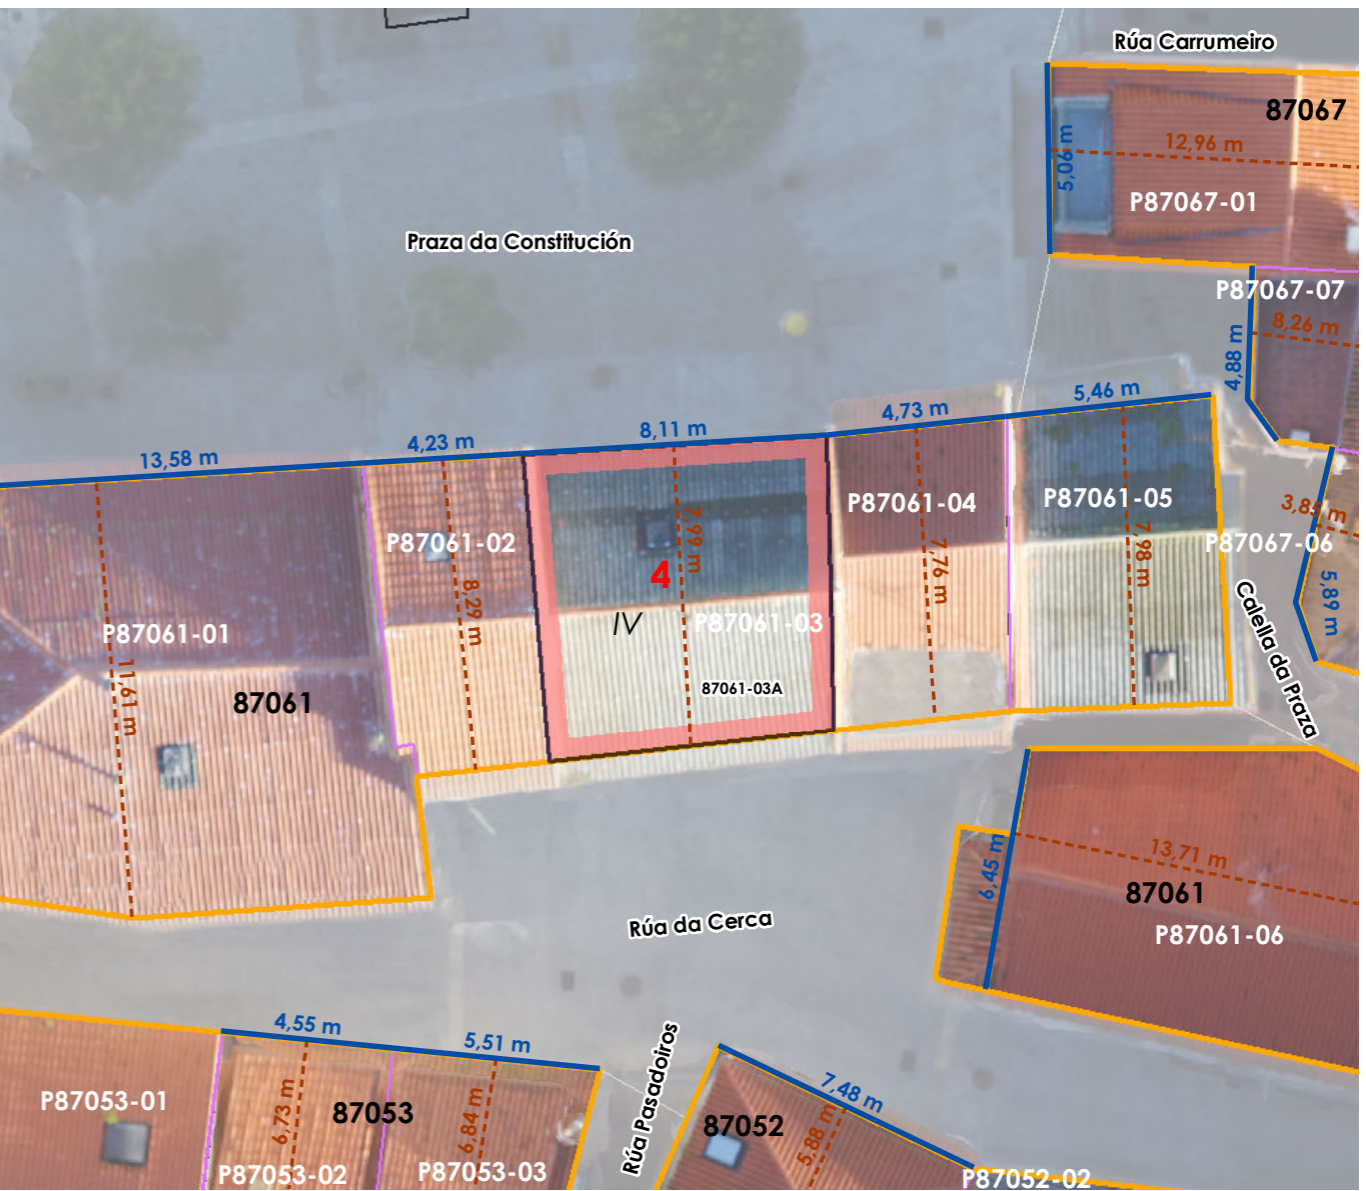 Rúa Carrumeiro
87067
12,96 m
5,06 m
P87067-01
Praza da Constitución
P87067-07
8,26 m
4,88 m
5,46 m
4,73 m
8,11 m
4,23 m
13,58 m
P87061-05
P87061-04
3,85 m
7,99 m
P87061-02
P87067-06
7,98 m
7,76 m
4
8,29 m
5,89 m
IV
P87061-03
P87061-01
Calella da Praza
87061-03A
11,61 m
87061
13,71 m
6,45 m
87061
Rúa da Cerca
P87061-06
4,55 m
5,51 m
Rúa Pasadoiros
7,48 m
P87053-01
6,73 m
87053
6,84 m
87052
5,88 m
P87053-02
P87053-03
P87052-02